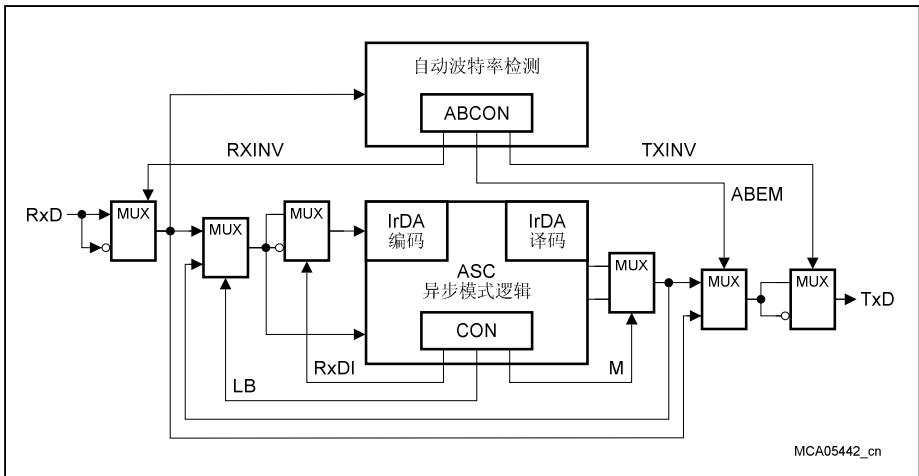 自动波特率检测
ABCON
RXINV
TXINV
ABEM
RxD
MUX
MUX
MUX
IrDA
编码
IrDA
译码
ASC
异步模式逻辑
CON
MUX
MUX
MUX
TxD
RxDI
LB
M
MCA05442_cn